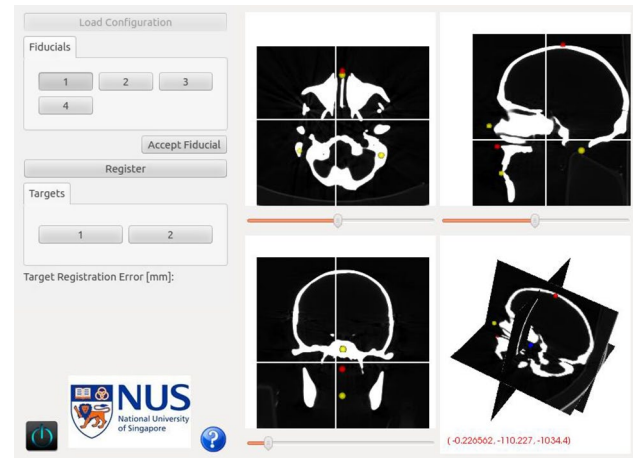 Load Configuration
Fiducials
1 2 3
4
Accept Fiducial
Register
Targets
1 2
Target Registration Error [mm]:
NUS
National University
of Singapore
?
( -0.226562, -110.227, -1034.4)